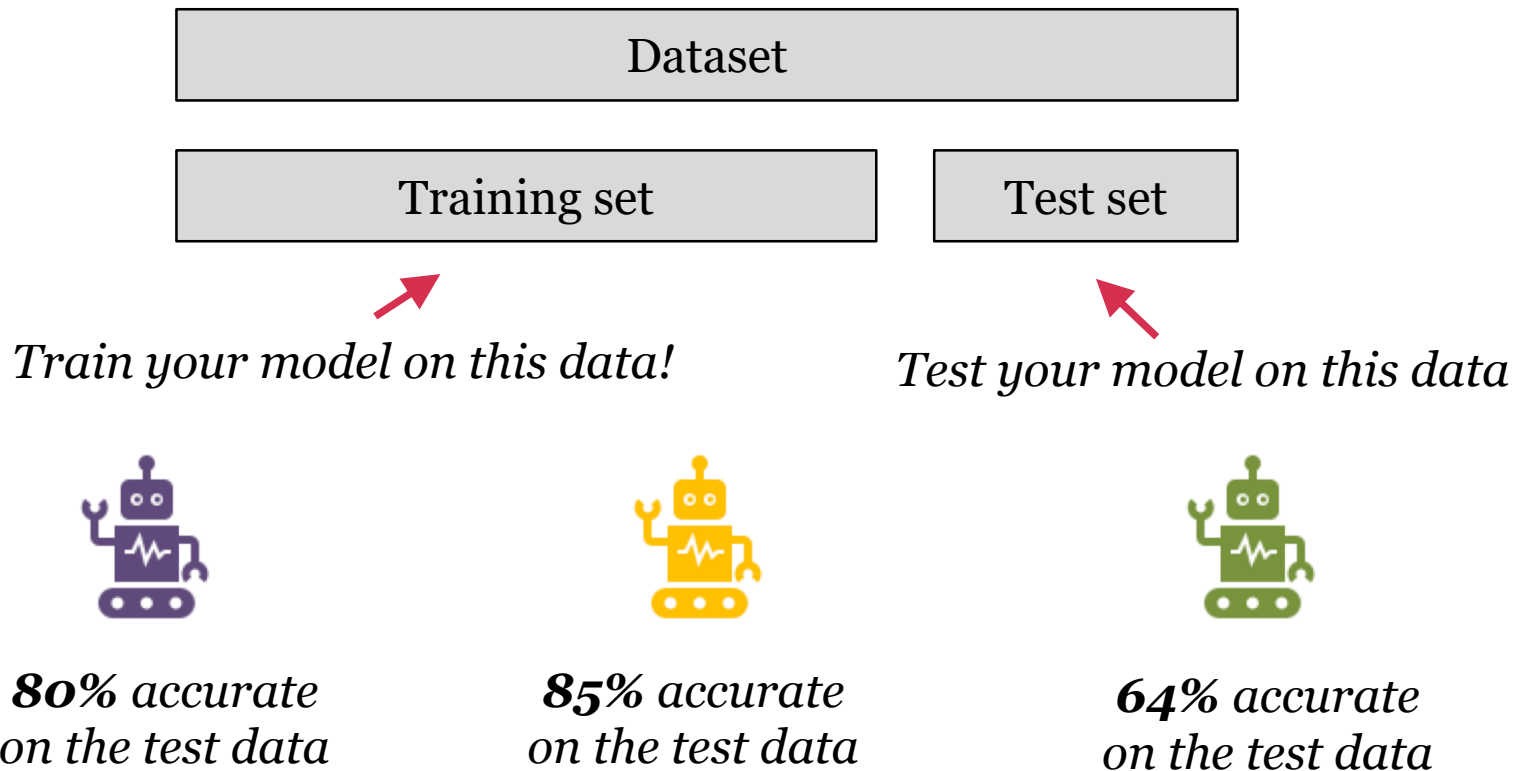 Dataset
Training set
Test set
Train your model on this data!
Test your model on this data
80% accurate
on the test data
85% accurate
on the test data
64% accurate
on the test data